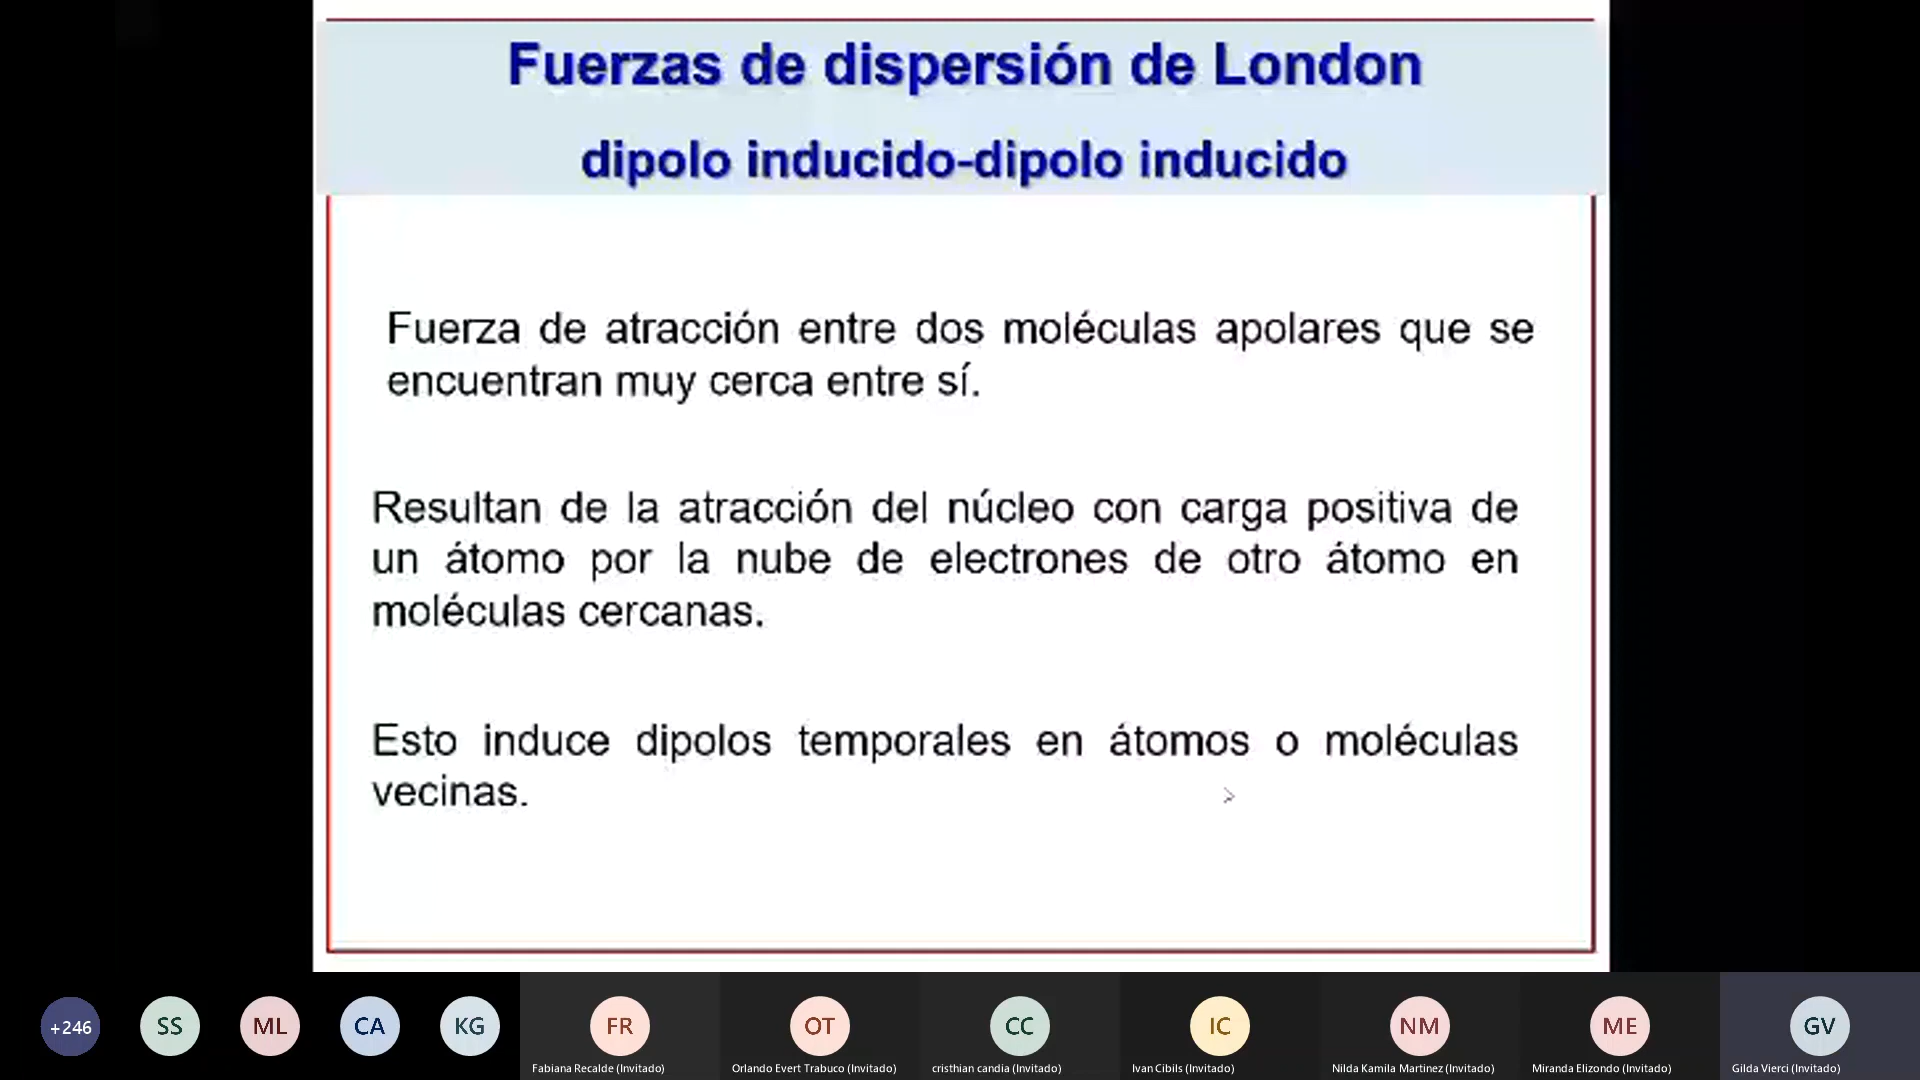 Fuerzas de dispersión de London
dipolo inducido-dipolo inducido
Fuerza de atracción entre dos moléculas apolares que se
encuentran muy cerca entre sí.
Resultan de la atracción del núcleo con carga positiva de
un átomo por la nube de electrones de otro átomo en
moléculas cercanas.
Esto induce dipolos temporales en átomos o moléculas
vecinas.
+246
SS
ML
CA
KG
FR
OT
CC
IC
NM
ME
GV
Fabiana Recalde (Invitado)
Orlando Evert Trabuco (Invitado)
cristhian candia (Invitado)
Ivan Cibils (Invitado)
Nilda Kamila Martinez (Invitado)
Miranda Elizondo (Invitado)
Gilda Vierci (Invitado)